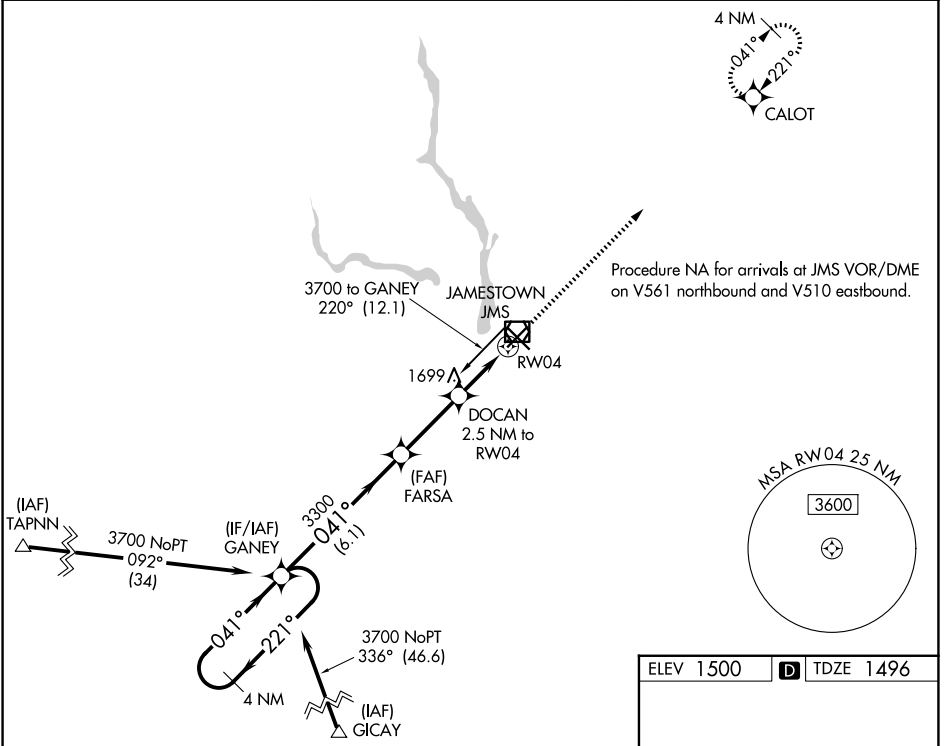 4 NM
041°
221°
CALOT
Procedure NA for arrivals at JMS VOR/DME
on V561 northbound and V510 eastbound.
3700 to GANEY
220° (12.1)
JAMESTOWN
JMS
RW04
1699
DOCAN
2.5 NM to
RW04
(FAF)
FARSA
3300
041°
(6.1)
(IAF)
TAPNN
3700 NoPT
092°
(34)
(IF/IAF)
GANEY
041°
221°
4 NM
3700 NoPT
336° (46.6)
(IAF)
GICAY
MSA RW04 25 NM
3600
ELEV 1500 D TDZE 1496